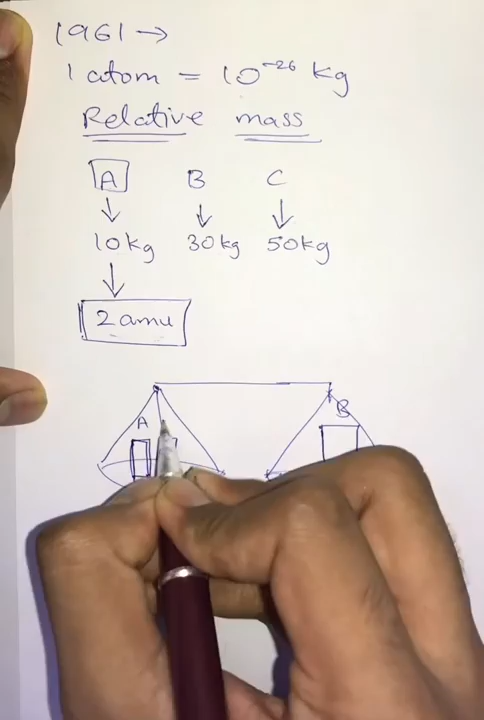 1961 →
1 atom = 10⁻²⁶ kg
Relative mass
A B C
↓ ↓ ↓
10kg 30kg 50kg
↓
2 amu
A B